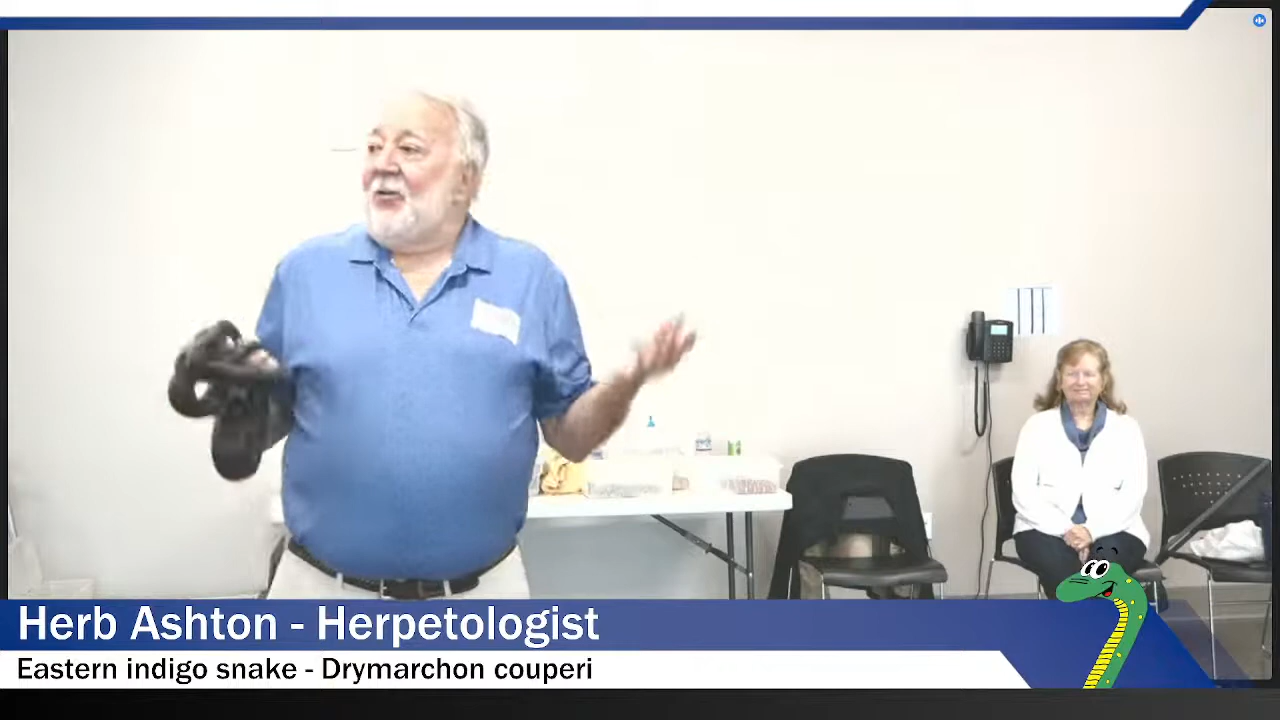 Herb Ashton - Herpetologist
Eastern indigo snake - Drymarchon couperi